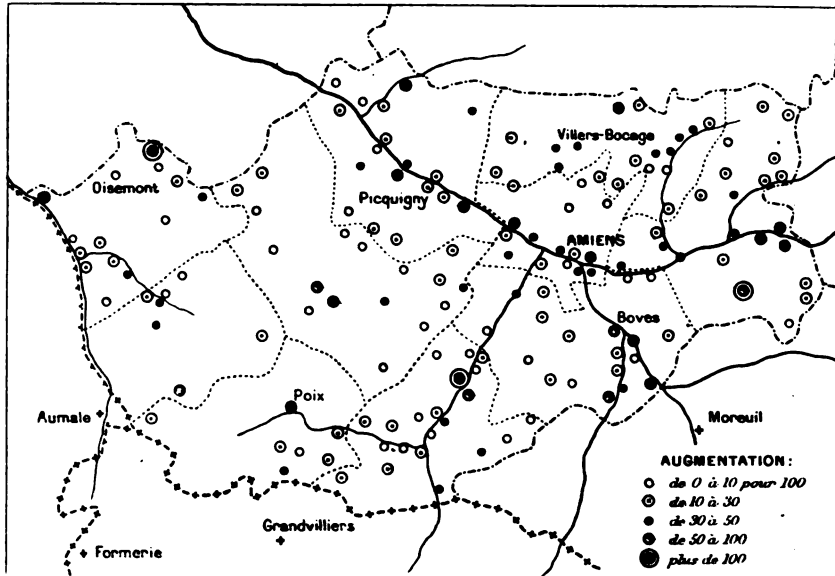 Villers-Bocage
Oisemont
Picquigny
AMIENS
Boves
Poix
Aumale
Moreuil
Grandvilliers
Formerie
AUGMENTATION:
de 0 à 10 pour 100
de 10 à 30
de 30 à 50
de 50 à 100
plus de 100